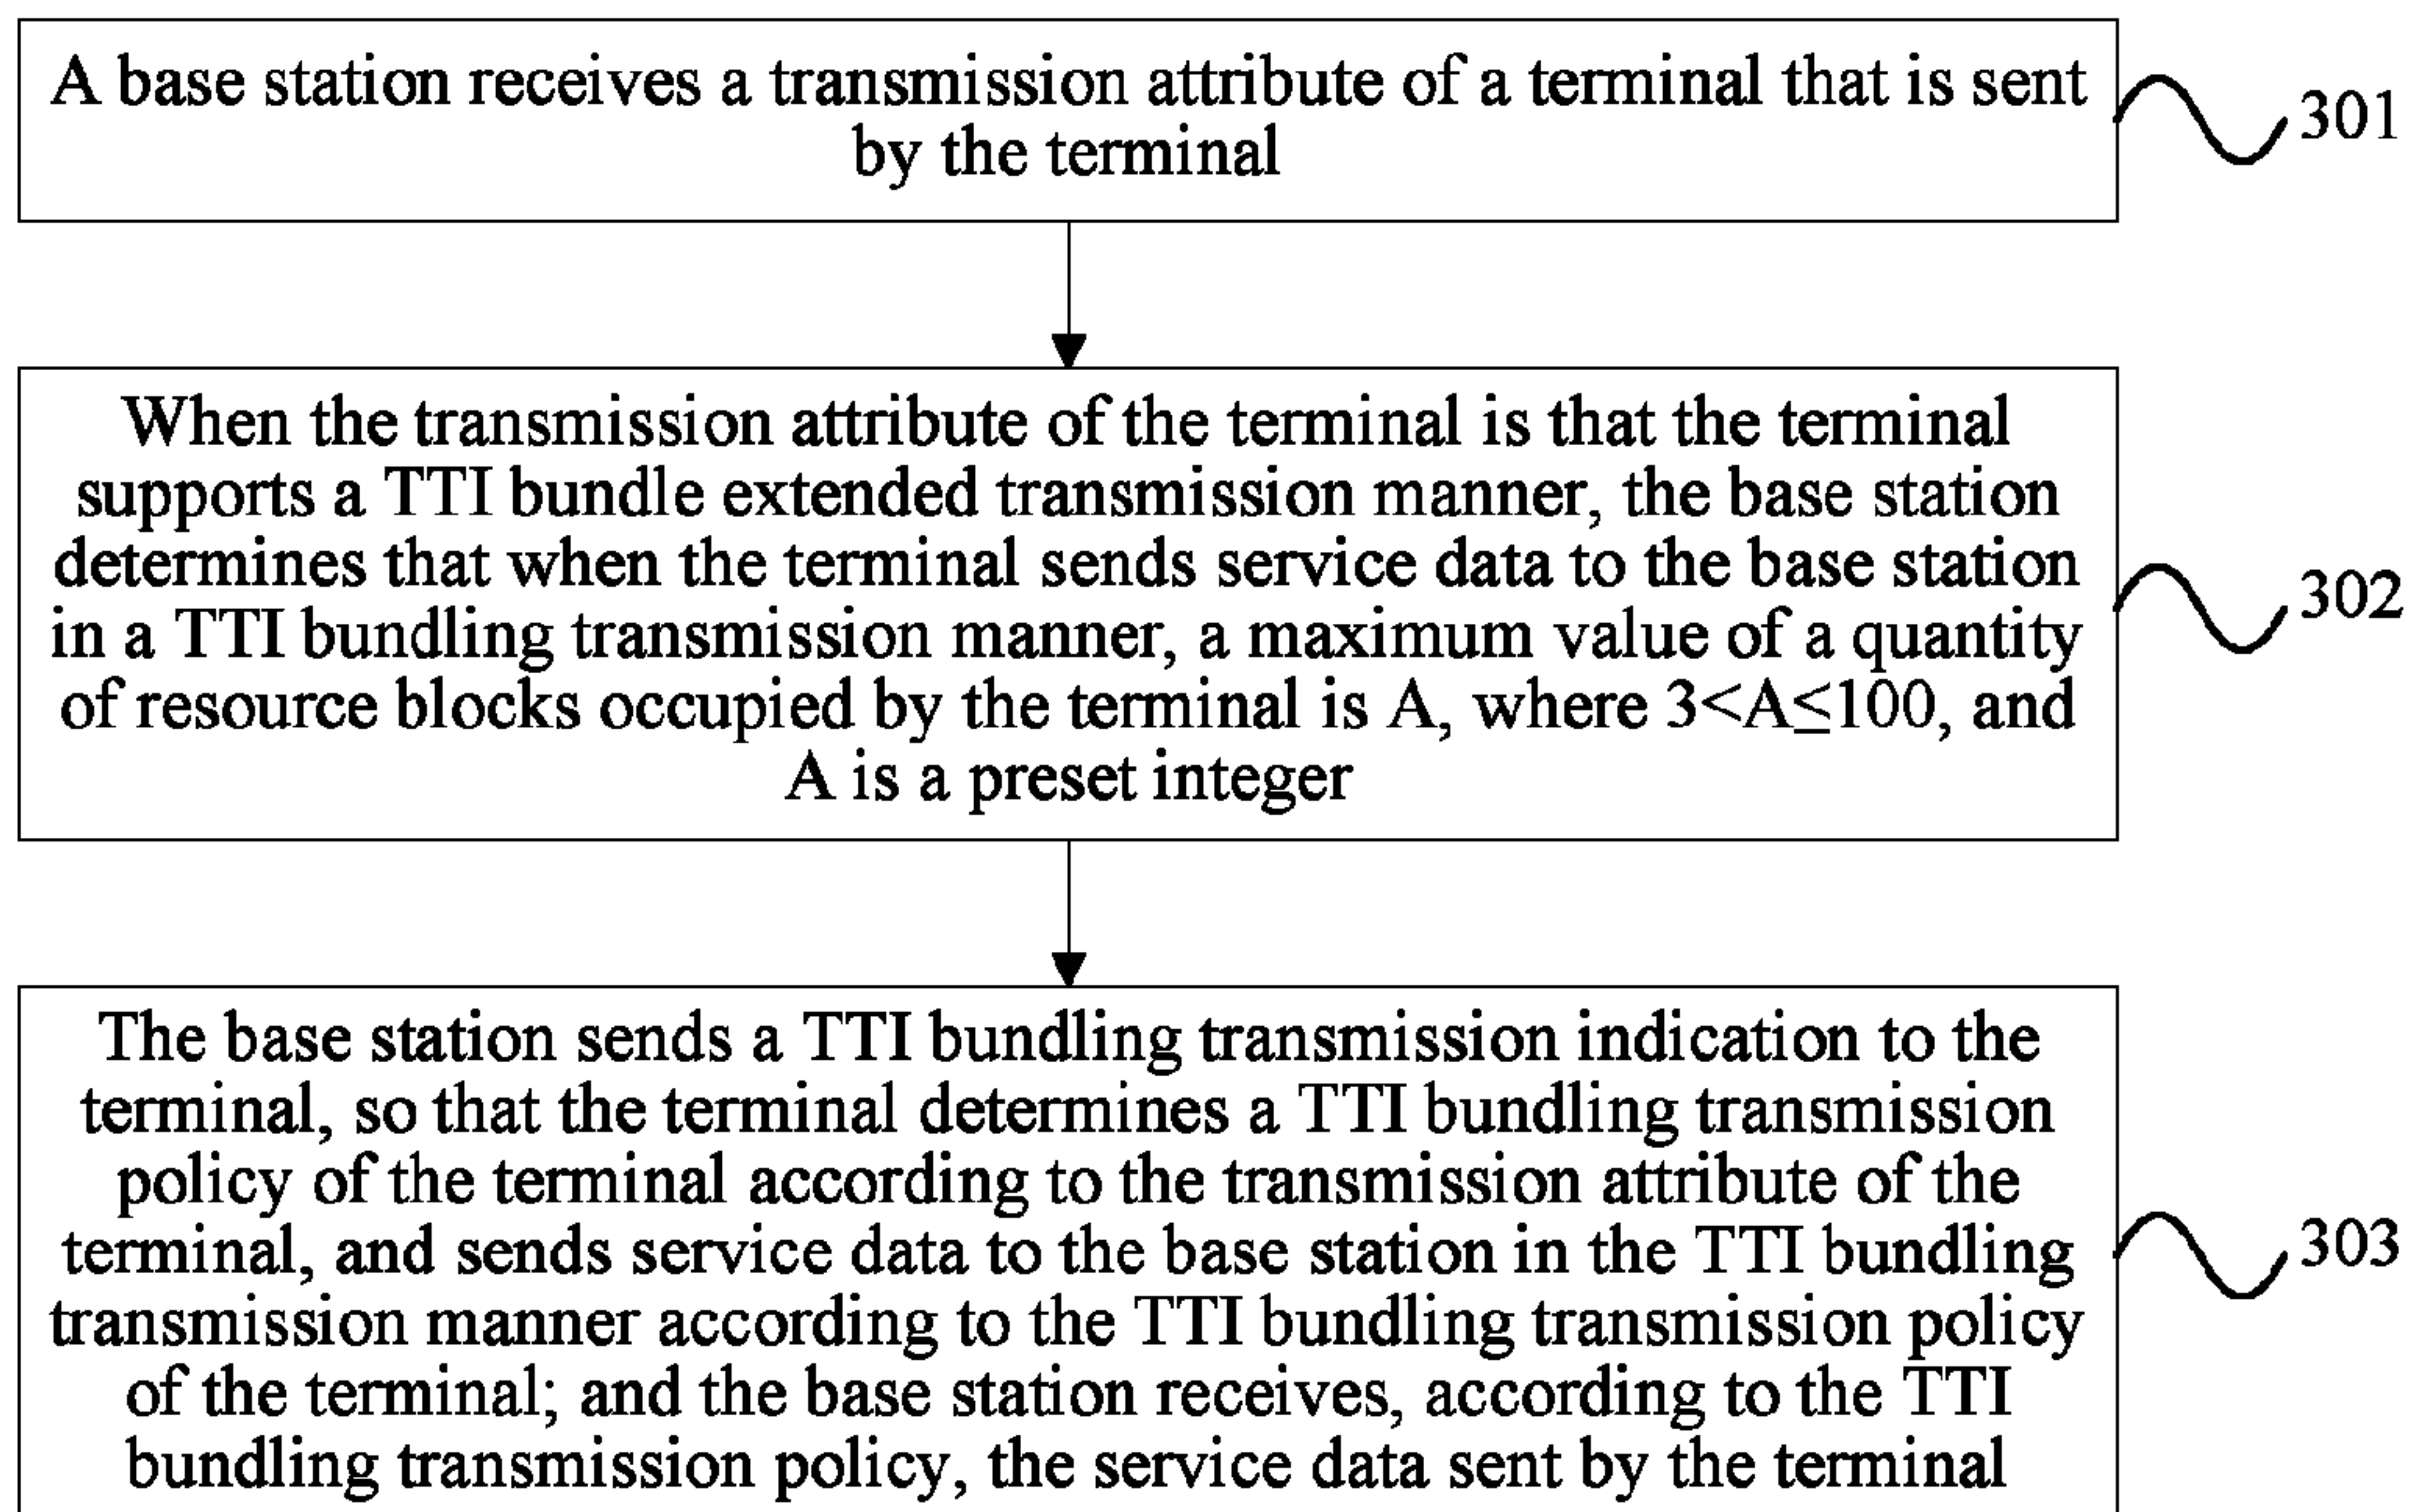 A base station receives a transmission attribute of a terminal that is sent
by the terminal
301
When the transmission attribute of the terminal is that the terminal
supports a TTI bundle extended transmission manner, the base station
determines that when the terminal sends service data to the base station
in a TTI bundling transmission manner, a maximum value of a quantity
of resource blocks occupied by the terminal is A, where 3<A≤100, and
A is a preset integer
302
The base station sends a TTI bundling transmission indication to the
terminal, so that the terminal determines a TTI bundling transmission
policy of the terminal according to the transmission attribute of the
terminal, and sends service data to the base station in the TTI bundling
transmission manner according to the TTI bundling transmission policy
of the terminal; and the base station receives, according to the TTI
bundling transmission policy, the service data sent by the terminal
303